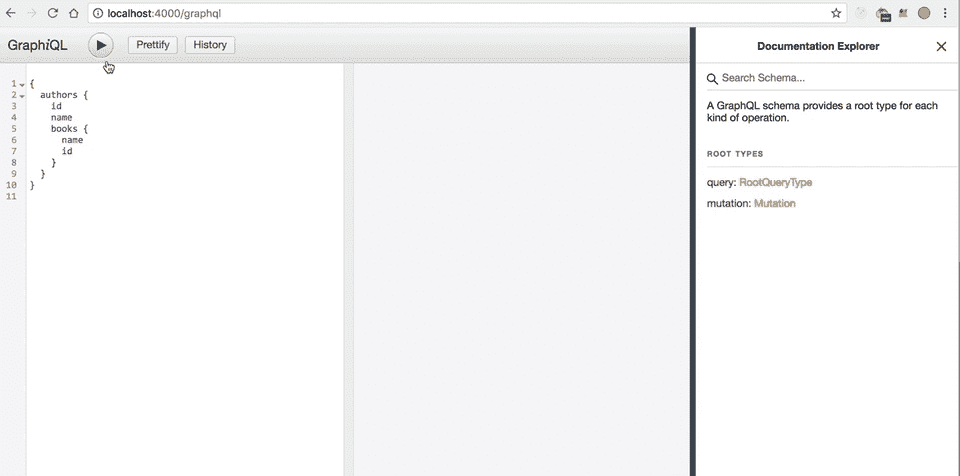 localhost:4000/graphql
GraphiQL
Prettify
History
1 {
2 authors {
3 id
4 name
5 books {
6 name
7 id
8 }
9 }
10 }
11
Documentation Explorer
Search Schema...
A GraphQL schema provides a root type for each
kind of operation.
ROOT TYPES
query: RootQueryType
mutation: Mutation